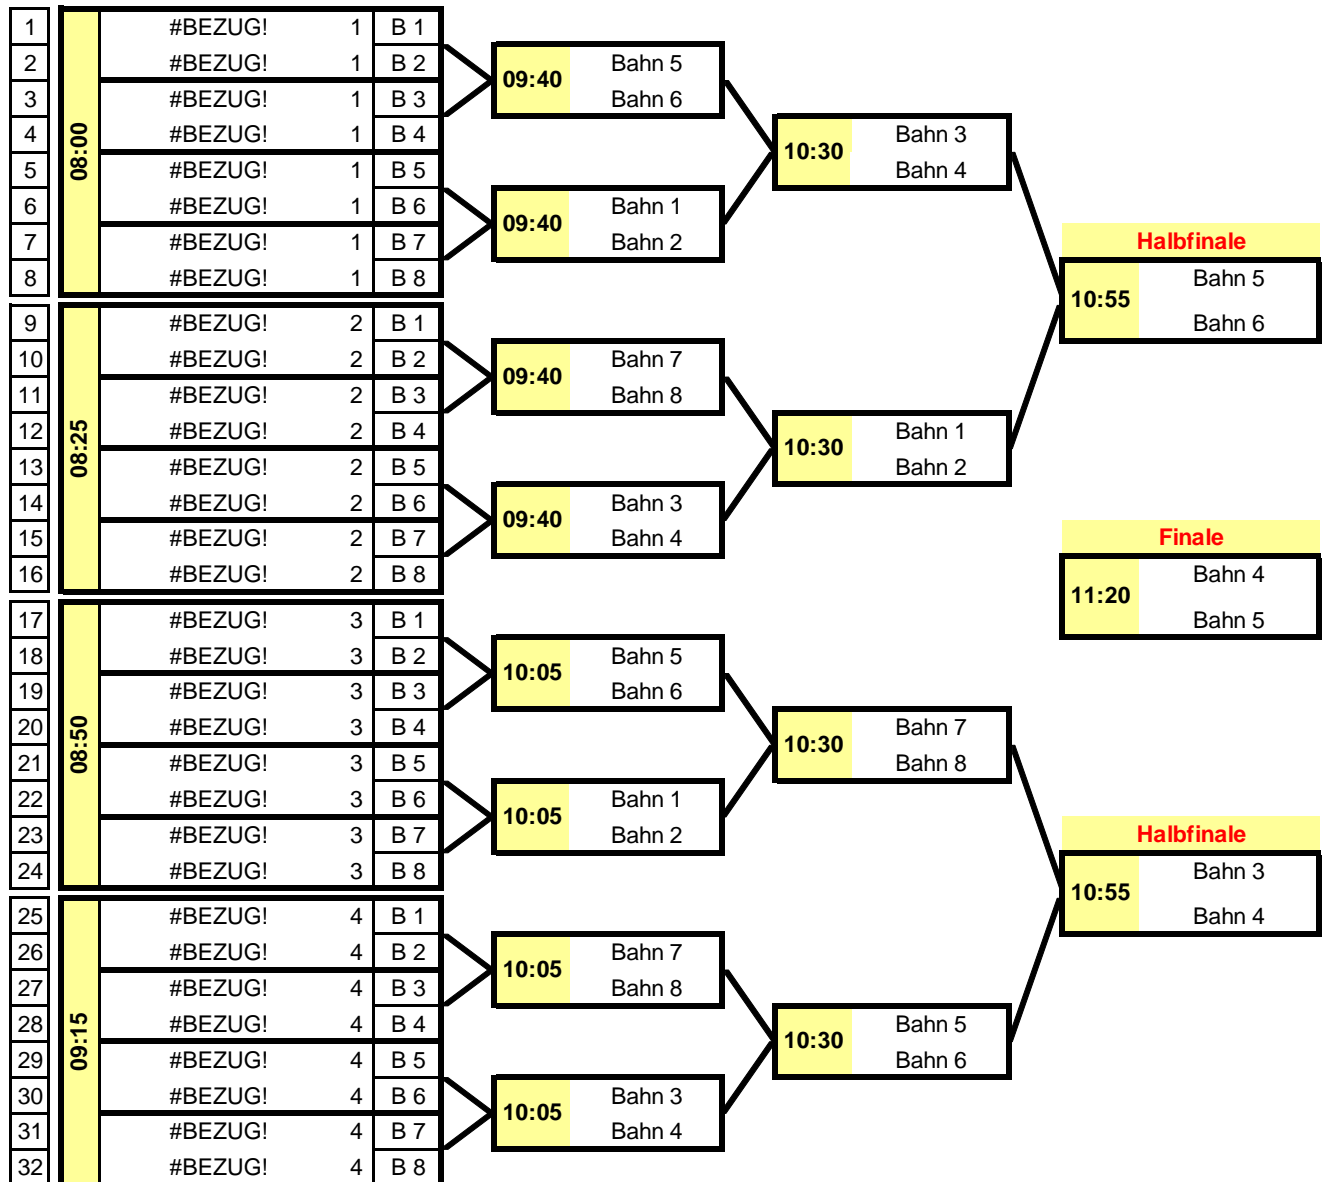 1 #BEZUG! 1 B 1
2 #BEZUG! 1 B 2
3 #BEZUG! 1 B 3
4 #BEZUG! 1 B 4
5 #BEZUG! 1 B 5
6 #BEZUG! 1 B 6
7 #BEZUG! 1 B 7
8 #BEZUG! 1 B 8
08:00
9 #BEZUG! 2 B 1
10 #BEZUG! 2 B 2
11 #BEZUG! 2 B 3
12 #BEZUG! 2 B 4
13 #BEZUG! 2 B 5
14 #BEZUG! 2 B 6
15 #BEZUG! 2 B 7
16 #BEZUG! 2 B 8
08:25
17 #BEZUG! 3 B 1
18 #BEZUG! 3 B 2
19 #BEZUG! 3 B 3
20 #BEZUG! 3 B 4
21 #BEZUG! 3 B 5
22 #BEZUG! 3 B 6
23 #BEZUG! 3 B 7
24 #BEZUG! 3 B 8
08:50
25 #BEZUG! 4 B 1
26 #BEZUG! 4 B 2
27 #BEZUG! 4 B 3
28 #BEZUG! 4 B 4
29 #BEZUG! 4 B 5
30 #BEZUG! 4 B 6
31 #BEZUG! 4 B 7
32 #BEZUG! 4 B 8
09:15
09:40
Bahn 5
Bahn 6
09:40
Bahn 1
Bahn 2
09:40
Bahn 7
Bahn 8
09:40
Bahn 3
Bahn 4
10:05
Bahn 5
Bahn 6
10:05
Bahn 1
Bahn 2
10:05
Bahn 7
Bahn 8
10:05
Bahn 3
Bahn 4
10:30
Bahn 3
Bahn 4
10:30
Bahn 1
Bahn 2
10:30
Bahn 7
Bahn 8
10:30
Bahn 5
Bahn 6
Halbfinale
10:55
Bahn 5
Bahn 6
Finale
11:20
Bahn 4
Bahn 5
Halbfinale
10:55
Bahn 3
Bahn 4